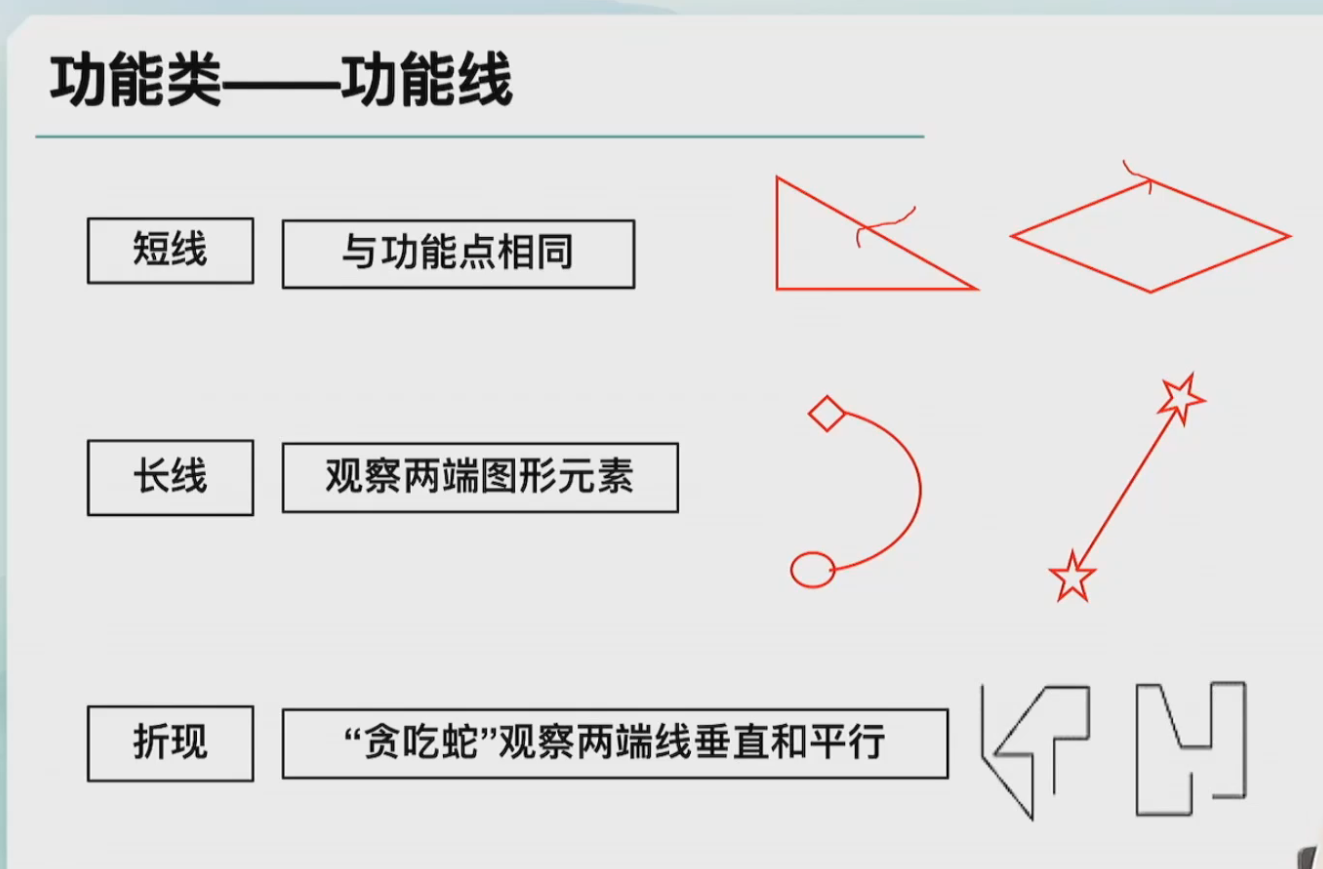 功能类——功能线
短线
与功能点相同
长线
观察两端图形元素
折现
“贪吃蛇”观察两端线垂直和平行